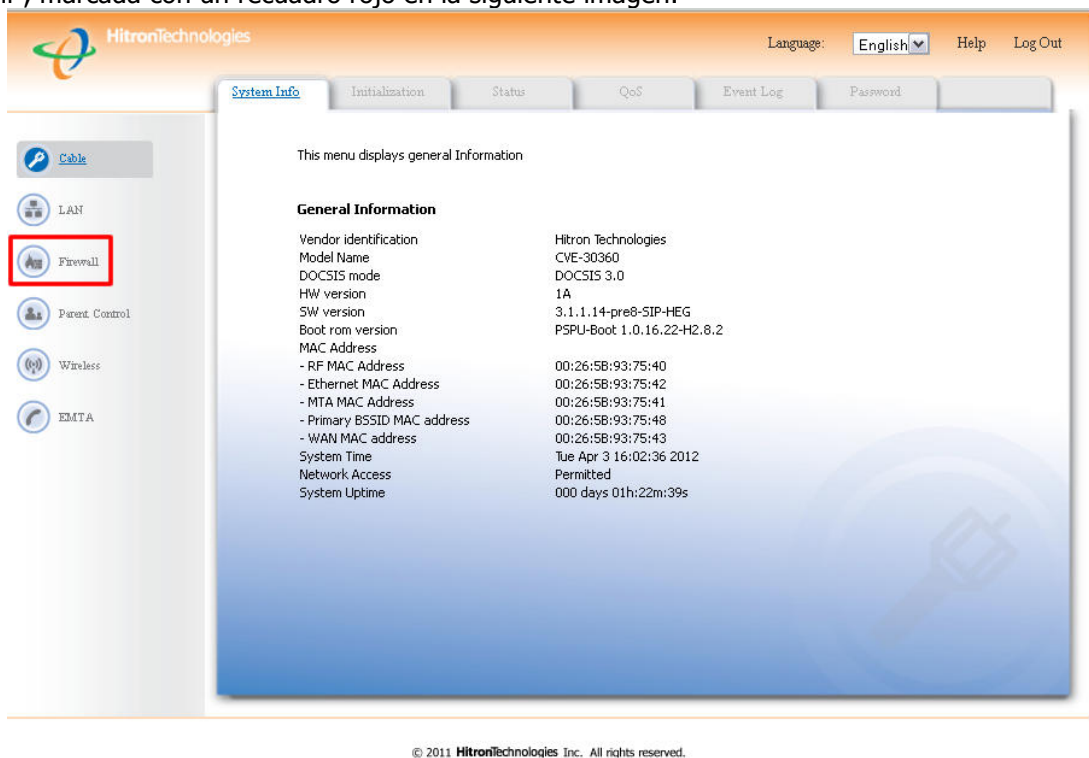 , marcada con un recuadro rojo en la siguiente imagen.
HitronTechnologies
Language: English Help Log Out
System Info Initialization Status QoS Event Log Password
Cable
LAN
Firewall
Parent Control
Wireless
EMTA
This menu displays general Information
General Information
Vendor identification Hitron Technologies
Model Name CVE-30360
DOCSIS mode DOCSIS 3.0
HW version 1A
SW version 3.1.1.14-pre8-SIP-HEG
Boot rom version PSPU-Boot 1.0.16.22-H2.8.2
MAC Address
- RF MAC Address 00:26:5B:93:75:40
- Ethernet MAC Address 00:26:5B:93:75:42
- MTA MAC Address 00:26:5B:93:75:41
- Primary BSSID MAC address 00:26:5B:93:75:48
- WAN MAC address 00:26:5B:93:75:43
System Time Tue Apr 3 16:02:36 2012
Network Access Permitted
System Uptime 000 days 01h:22m:39s
© 2011 HitronTechnologies Inc. All rights reserved.